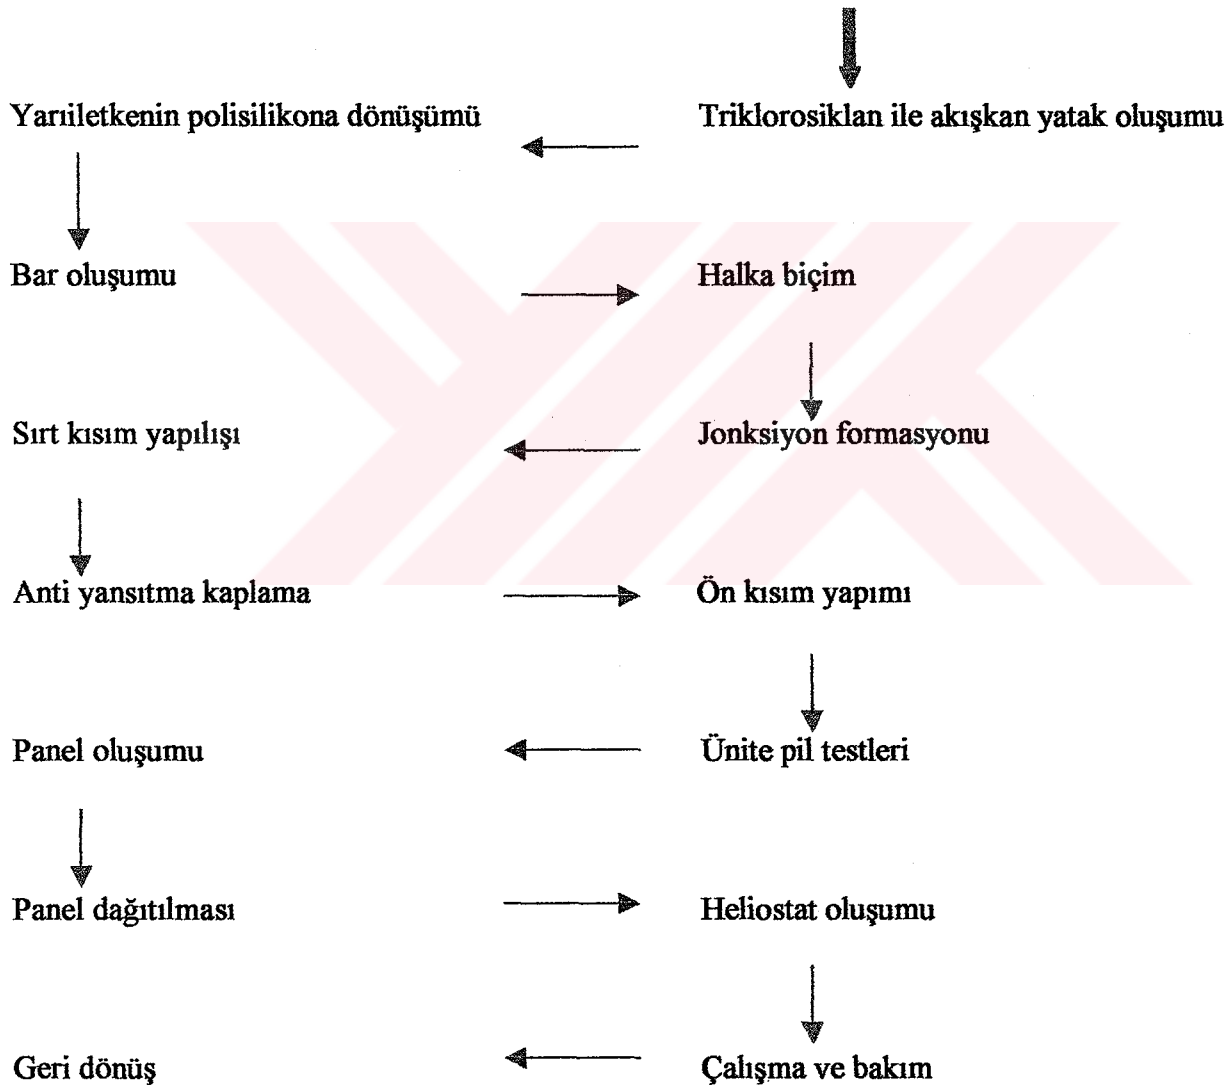 Yarıiletkenin polisilikona dönüşümü
Triklorosiklan ile akışkan yatak oluşumu
Bar oluşumu
Halka biçim
Sırt kısım yapılışı
Jonksiyon formasyonu
Anti yansıtma kaplama
Ön kısım yapımı
Panel oluşumu
Ünite pil testleri
Panel dağıtılması
Heliostat oluşumu
Geri dönüş
Çalışma ve bakım